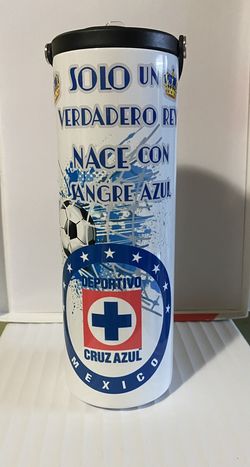 SOLO UN
VERDADERO REY
NACE CON
SANGRE AZUL
DEPORTIVO
CRUZ AZUL
MEXICO